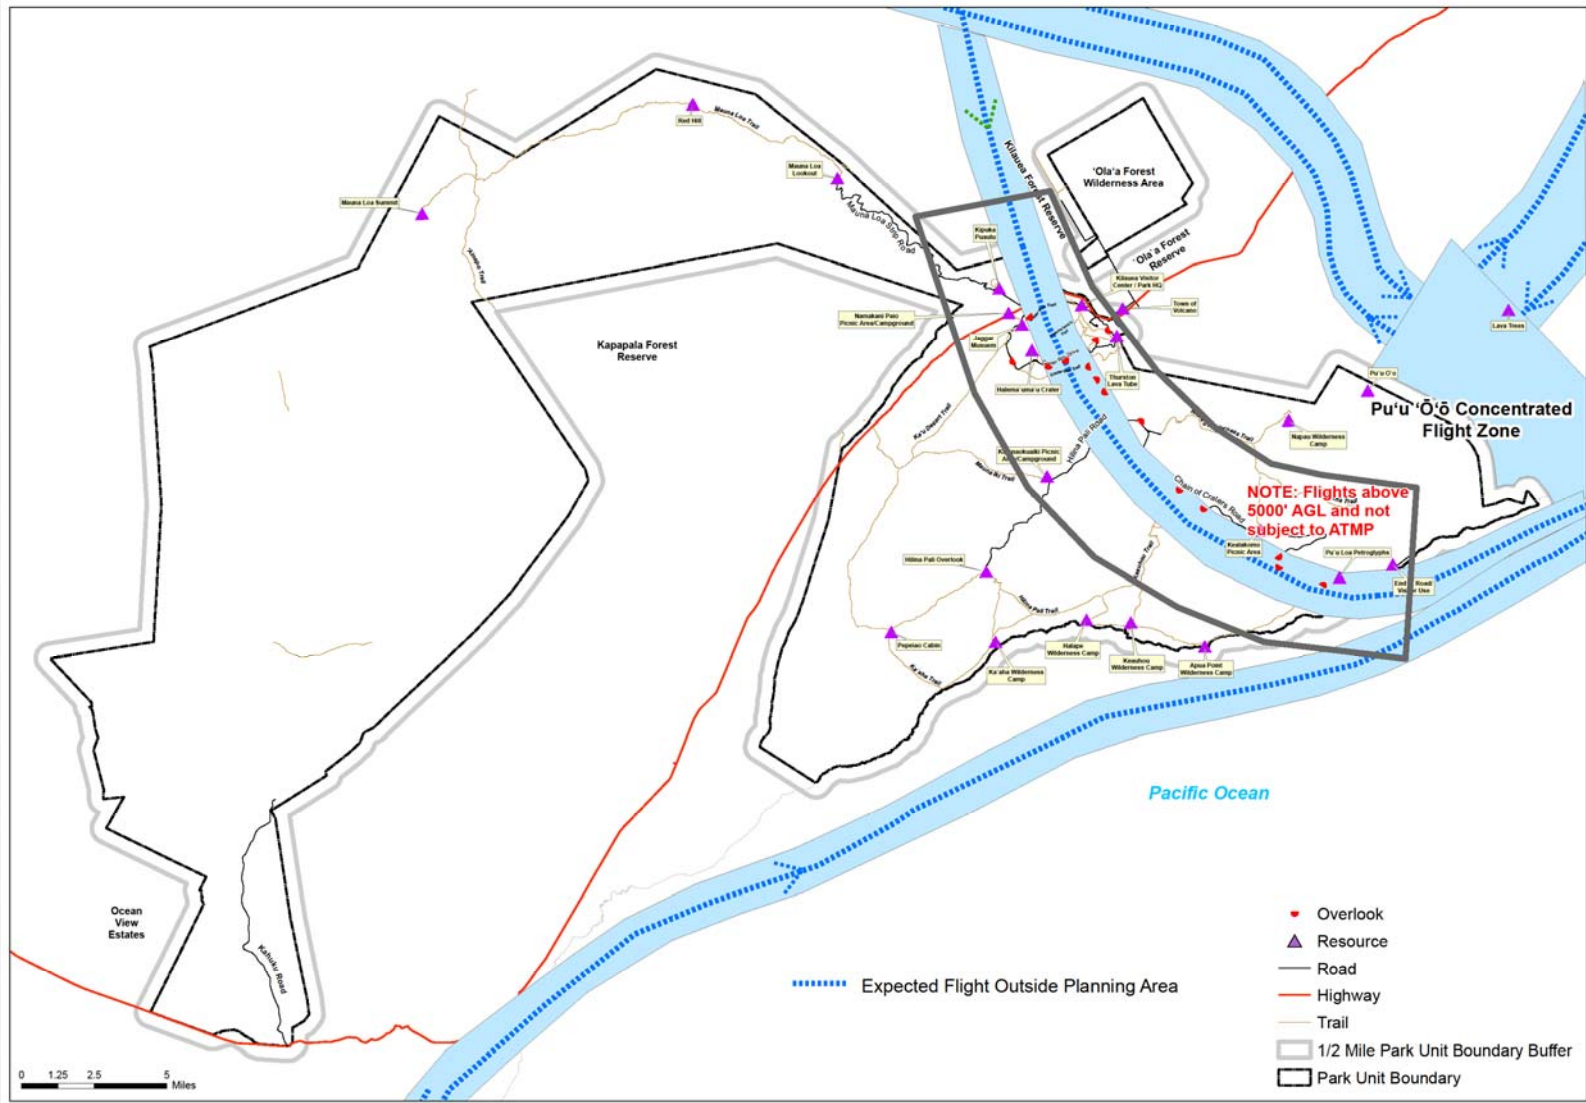 Red Hill
Mauna Loa Trail
Mauna Loa
Lookout
Mauna Loa Summit
Mauna Loa Strip Road
Kapapala Forest
Reserve
Kilauea Forest Reserve
‘Ola‘a Forest
Wilderness Area
‘Ola‘a Forest
Reserve
Kipuka
Puaulu
Kilauea Visitor
Center / Park HQ
Town of
Volcano
Namakani Paio
Picnic Area/Campground
Jaggar
Museum
Halema‘uma‘u Crater
Thurston
Lava Tube
Lava Trees
Pu‘u O‘o
Pu‘u ‘Ō‘ō Concentrated
Flight Zone
Napau Wilderness
Camp
Ka‘u Desert Trail
Mauna Iki Trail
Hilina Pali Road
Chain of Craters Road
NOTE: Flights above
5000' AGL and not
subject to ATMP
Kealakomo
Picnic Area
Pu‘u Loa Petroglyphs
Hilina Pali Overlook
Hilina Pali Trail
Keauhou Trail
Pepeiao Cabin
Ka‘aha Trail
Ka‘aha Wilderness
Camp
Halape
Wilderness Camp
Keauhou
Wilderness Camp
Apua Point
Wilderness Camp
Pacific Ocean
Ocean
View
Estates
Kahuku Road
Expected Flight Outside Planning Area
Overlook
Resource
Road
Highway
Trail
1/2 Mile Park Unit Boundary Buffer
Park Unit Boundary
0 1.25 2.5 5
Miles